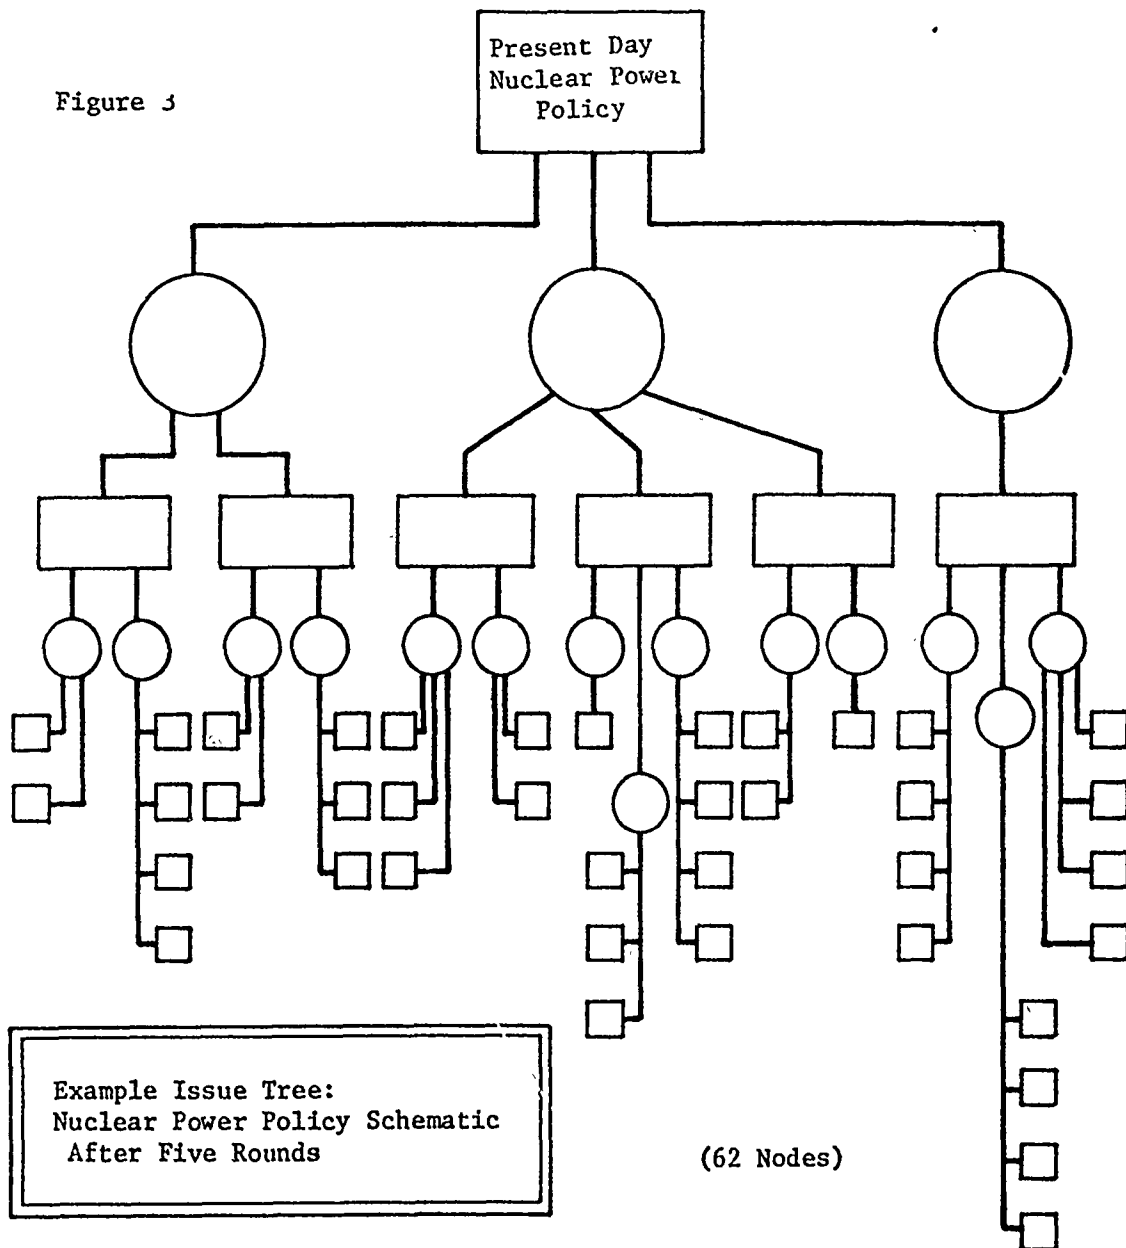 Present Day
Nuclear Power
Policy
Figure 3
Example Issue Tree:
Nuclear Power Policy Schematic
After Five Rounds
(62 Nodes)